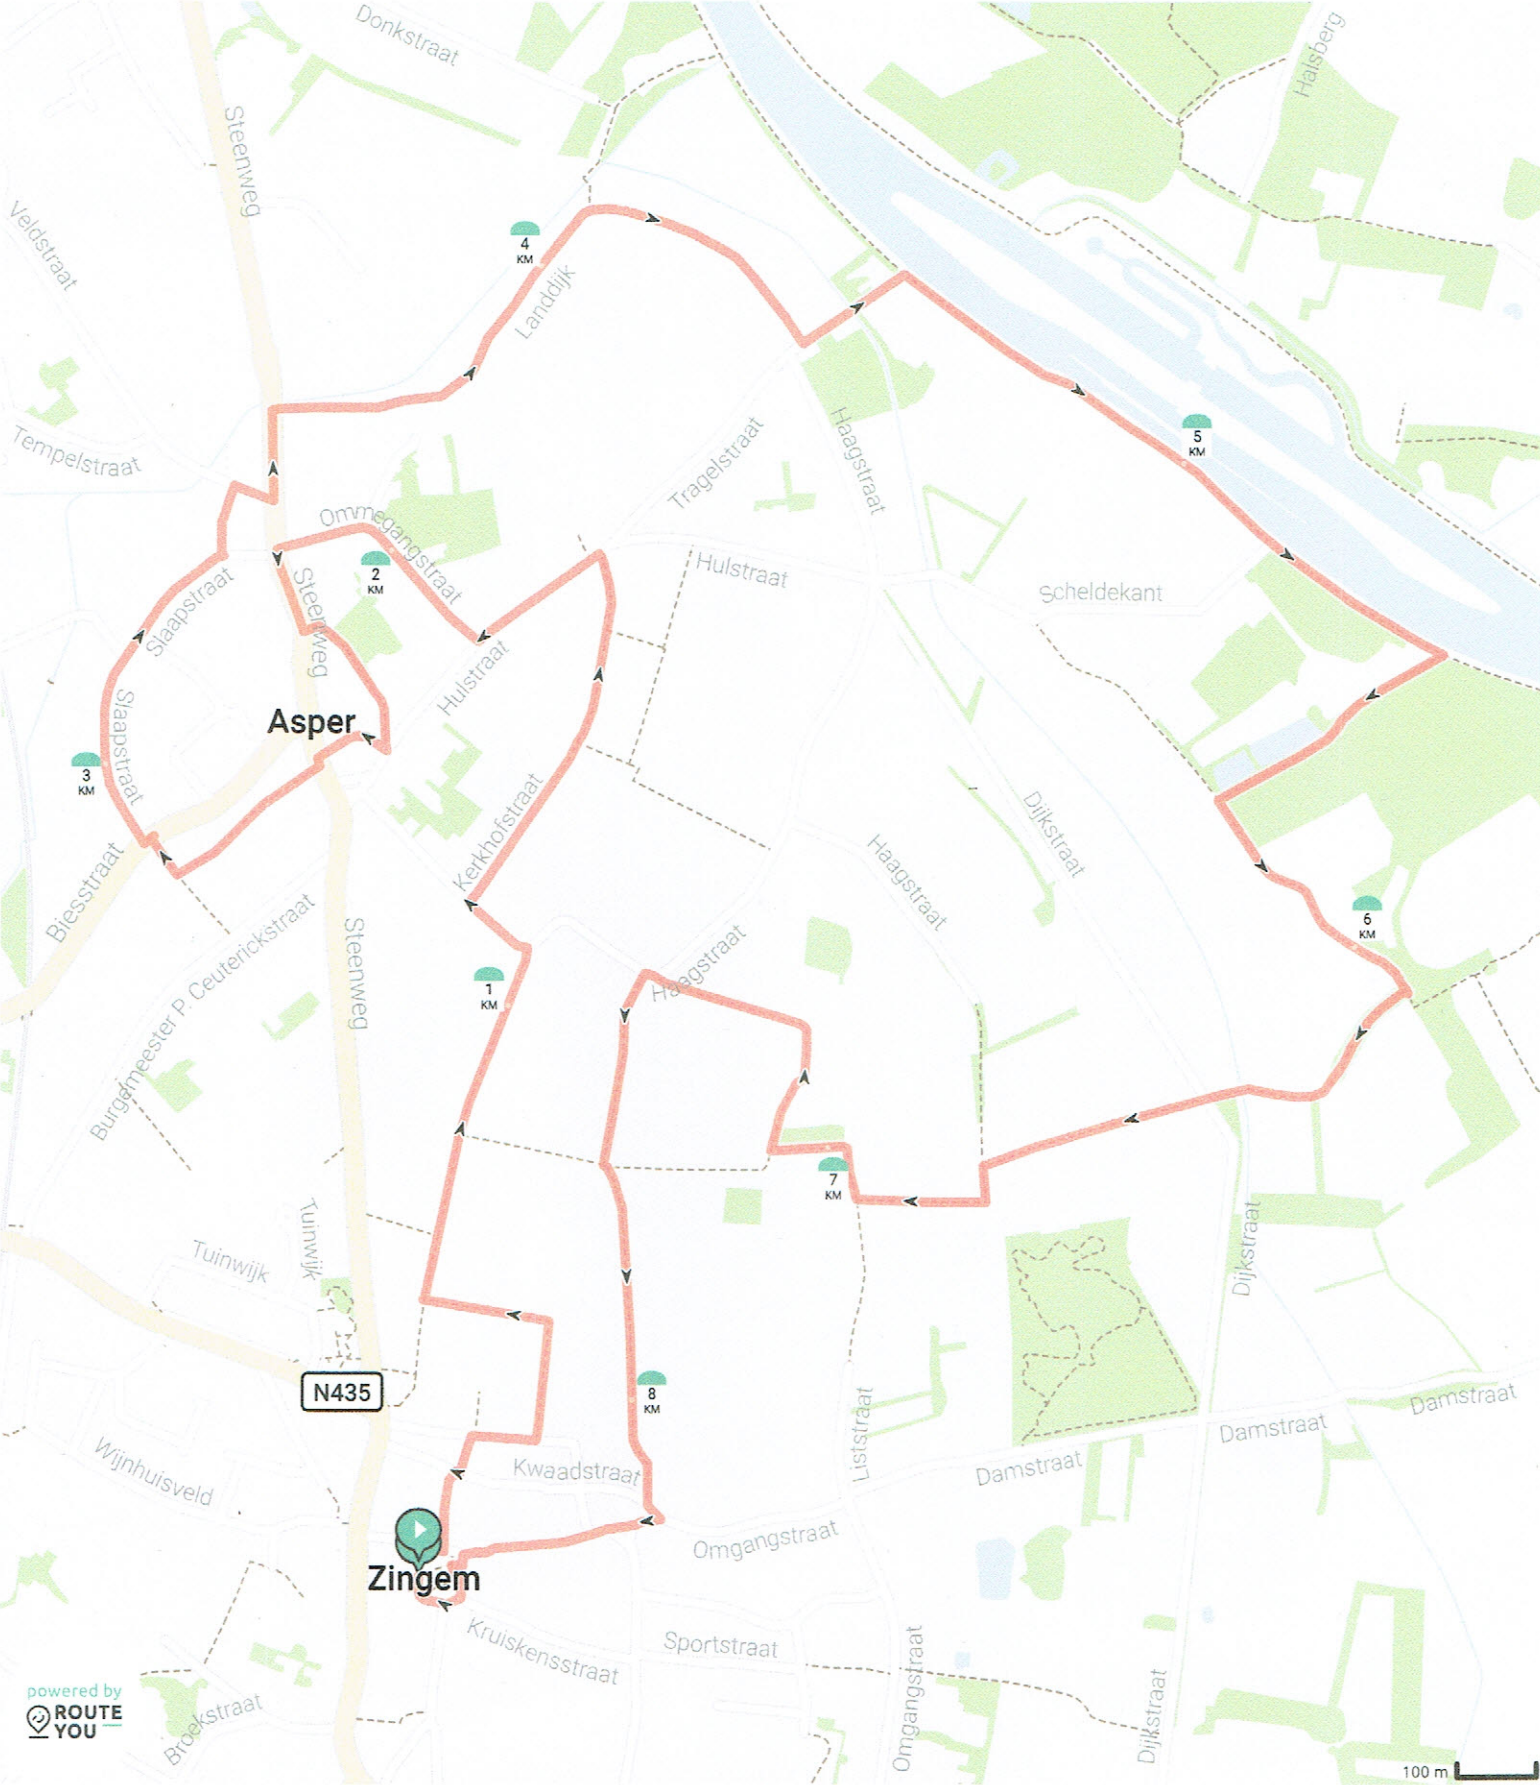 Donkstraat
Halsberg
Steenweg
Veldstraat
4
KM
Landdijk
5
KM
Tempelstraat
Tragelstraat
Haagstraat
Ommegangstraat
2
KM
Hulstraat
Scheldekant
Slaapstraat
Steenweg
Hulstraat
Asper
Slaapstraat
3
KM
Kerkhofstraat
Dijkstraat
Haagstraat
Biesstraat
6
KM
Burgemeester P. Ceuterickstraat
Steenweg
Haagstraat
1
KM
7
KM
Tuinwijk
Tuinwijk
Dijkstraat
N435
8
KM
Liststraat
Damstraat
Damstraat
Damstraat
Wijnhuisveld
Kwaadstraat
Omgangstraat
Zingem
Kruiskensstraat
Sportstraat
Omgangstraat
Dijkstraat
Broekstraat
powered by
ROUTE
YOU
100 m